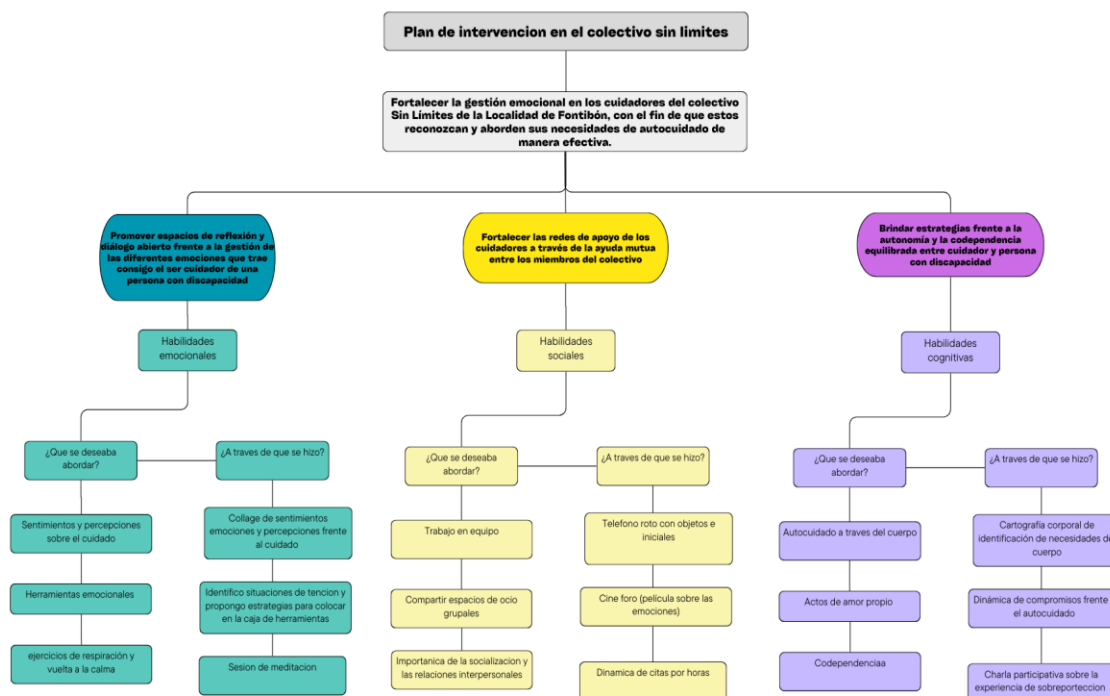 Plan de intervencion en el colectivo sin limites
Fortalecer la gestión emocional en los cuidadores del colectivo
Sin Límites de la Localidad de Fontibón, con el fin de que estos
reconozcan y aborden sus necesidades de autocuidado de
manera efectiva.
Promover espacios de reflexión y
diálogo abierto frente a la gestión de
las diferentes emociones que trae
consigo el ser cuidador de una
persona con discapacidad
Fortalecer las redes de apoyo de los
cuidadores a través de la ayuda mutua
entre los miembros del colectivo
Brindar estrategias frente a la
autonomía y la codependencia
equilibrada entre cuidador y persona
con discapacidad
Habilidades
emocionales
Habilidades
sociales
Habilidades
cognitivas
¿Que se deseaba
abordar?
¿A traves de que se hizo?
Sentimientos y percepciones
sobre el cuidado
Collage de sentimientos
emociones y percepciones frente
al cuidado
Herramientas emocionales
Identifico situaciones de tencion y
propongo estrategias para colocar
en la caja de herramientas
ejercicios de respiración y
vuelta a la calma
Sesion de meditacion
¿Que se deseaba
abordar?
¿A traves de que se hizo?
Trabajo en equipo
Telefono roto con objetos e
iniciales
Compartir espacios de ocio
grupales
Cine foro (película sobre las
emociones)
Importanica de la socializacion y
las relaciones interpersonales
Dinamica de citas por horas
¿Que se deseaba
abordar?
¿A traves de que se hizo?
Autocuidado a traves del cuerpo
Cartografía corporal de
identificación de necesidades de
cuerpo
Actos de amor propio
Dinámica de compromisos frente
el autocuidado
Codependenciaa
Charla participativa sobre la
experiencia de sobreporteccion